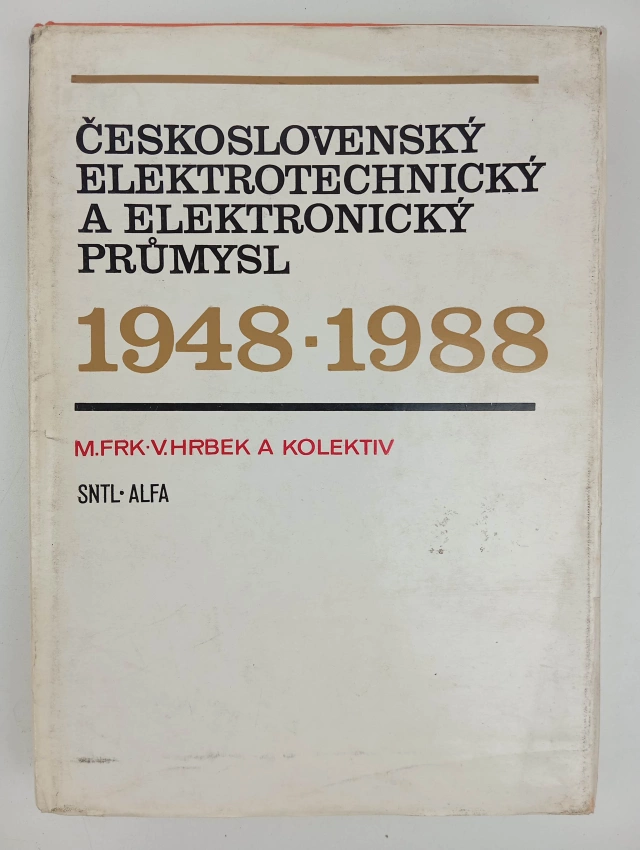 ČESKOSLOVENSKÝ
ELEKTROTECHNICKÝ
A ELEKTRONICKÝ
PRŮMYSL
1948·1988
M.FRK·V.HRBEK A KOLEKTIV
SNTL·ALFA